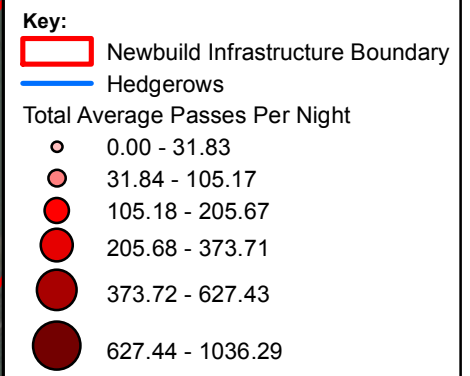 Key:
Newbuild Infrastructure Boundary
Hedgerows
Total Average Passes Per Night
0.00 - 31.83
31.84 - 105.17
105.18 - 205.67
205.68 - 373.71
373.72 - 627.43
627.44 - 1036.29